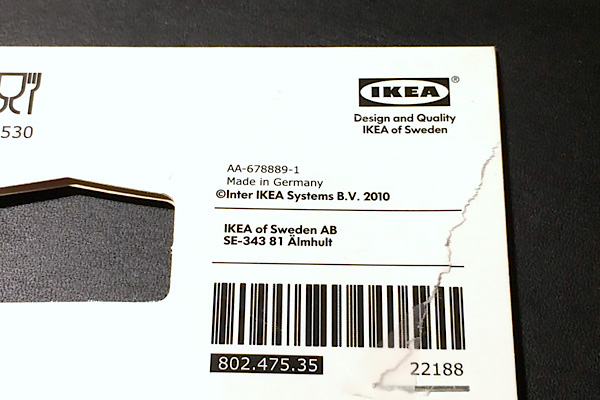 IKEA®
Design and Quality
IKEA of Sweden
530
AA-678889-1
Made in Germany
©Inter IKEA Systems B.V. 2010
IKEA of Sweden AB
SE-343 81 Älmhult
802.475.35
22188